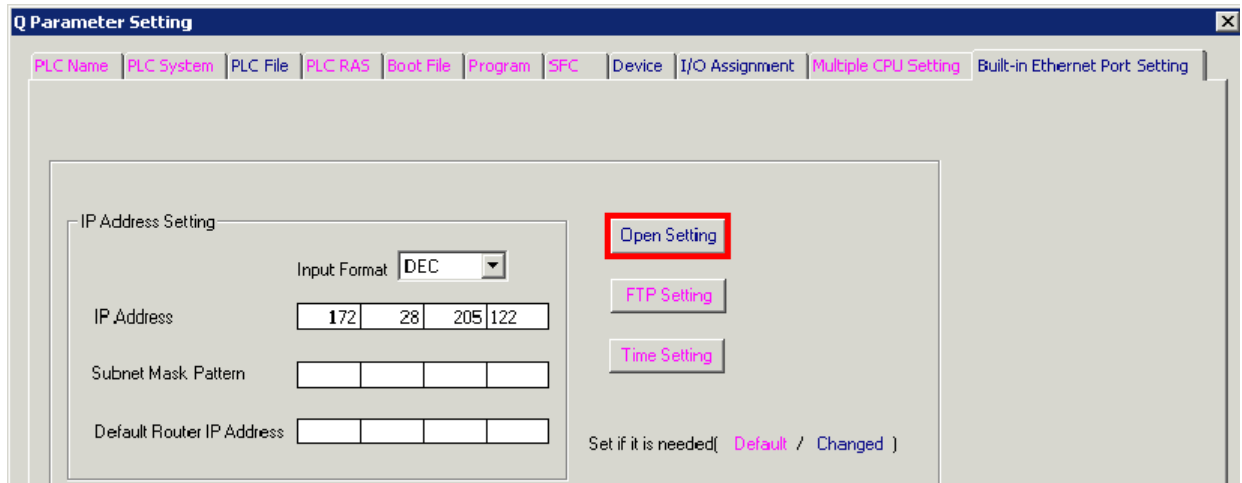 Q Parameter Setting
PLC Name PLC System PLC File PLC RAS Boot File Program SFC Device I/O Assignment Multiple CPU Setting Built-in Ethernet Port Setting
IP Address Setting
Open Setting
Input Format DEC
FTP Setting
IP Address 172 28 205 122
Time Setting
Subnet Mask Pattern
Default Router IP Address
Set if it is needed( Default / Changed )